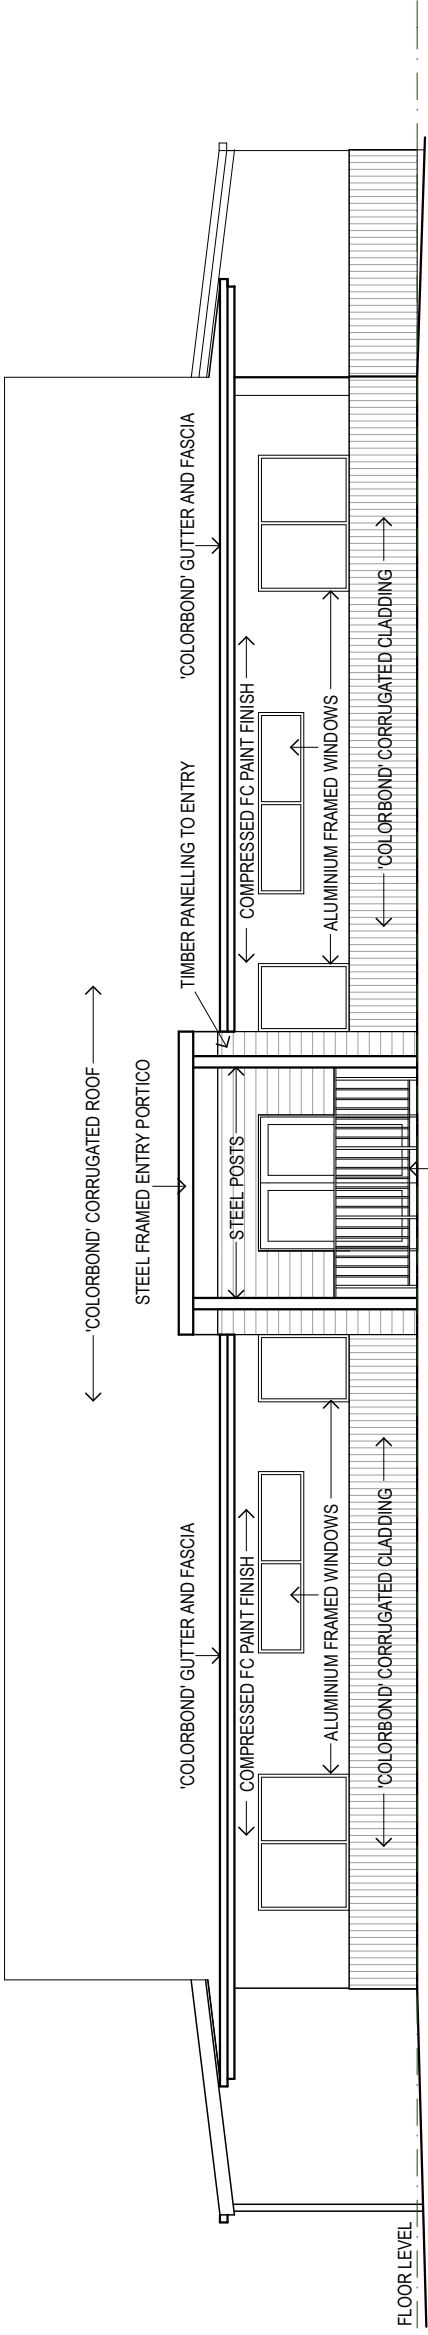 'COLORBOND' CORRUGATED ROOF
STEEL FRAMED ENTRY PORTICO
'COLORBOND' GUTTER AND FASCIA
TIMBER PANELLING TO ENTRY
'COLORBOND' GUTTER AND FASCIA
COMPRESSED FC PAINT FINISH
STEEL POSTS
COMPRESSED FC PAINT FINISH
ALUMINIUM FRAMED WINDOWS
ALUMINIUM FRAMED WINDOWS
'COLORBOND' CORRUGATED CLADDING
'COLORBOND' CORRUGATED CLADDING
FLOOR LEVEL